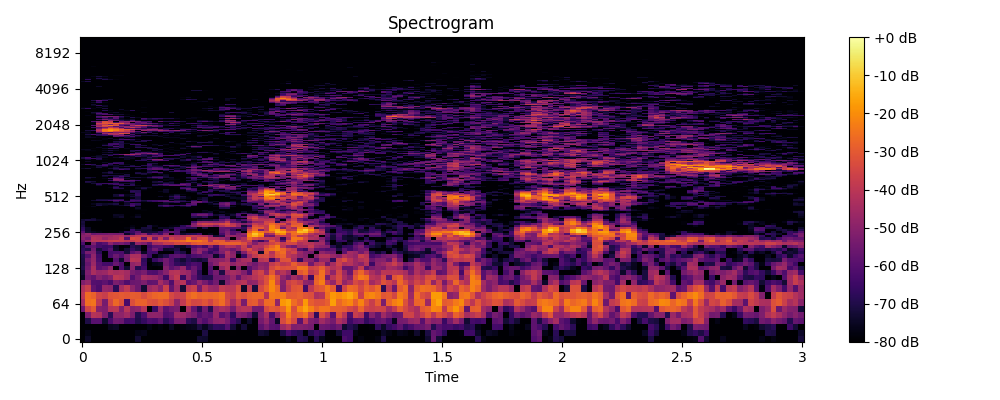 Spectrogram
8192
4096
2048
1024
512
256
128
64
0
Hz
0
0.5
1
1.5
2
2.5
3
Time
+0 dB
-10 dB
-20 dB
-30 dB
-40 dB
-50 dB
-60 dB
-70 dB
-80 dB